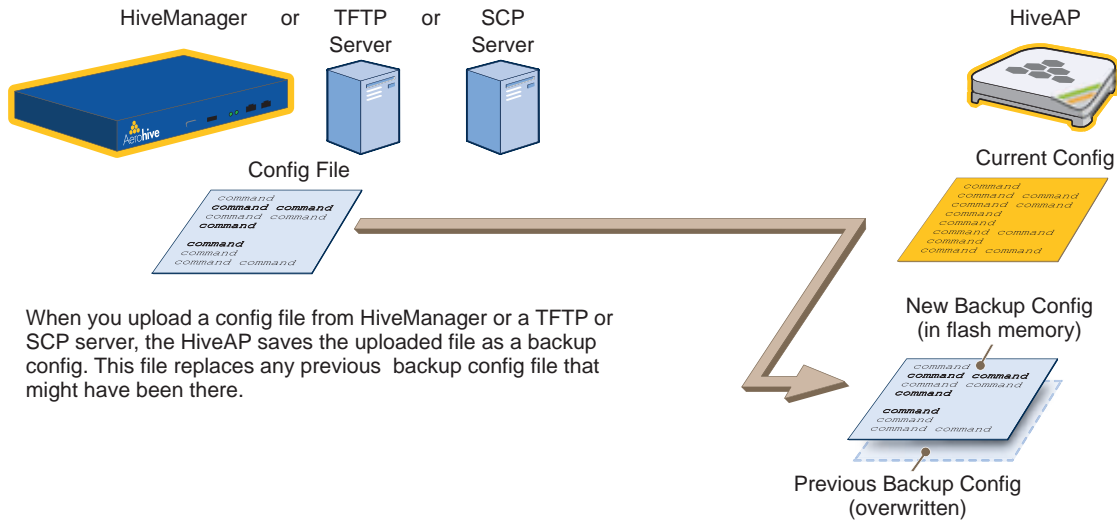 HiveManager or TFTP Server or SCP Server
HiveAP
Aerohive
Config File
command
command command
command command
command
command
command
command command
Current Config
command
command command
command command
command
command
command command
command
command command
When you upload a config file from HiveManager or a TFTP or
SCP server, the HiveAP saves the uploaded file as a backup
config. This file replaces any previous backup config file that
might have been there.
New Backup Config
(in flash memory)
command
command command
command command
command
command
command
command command
Previous Backup Config
(overwritten)